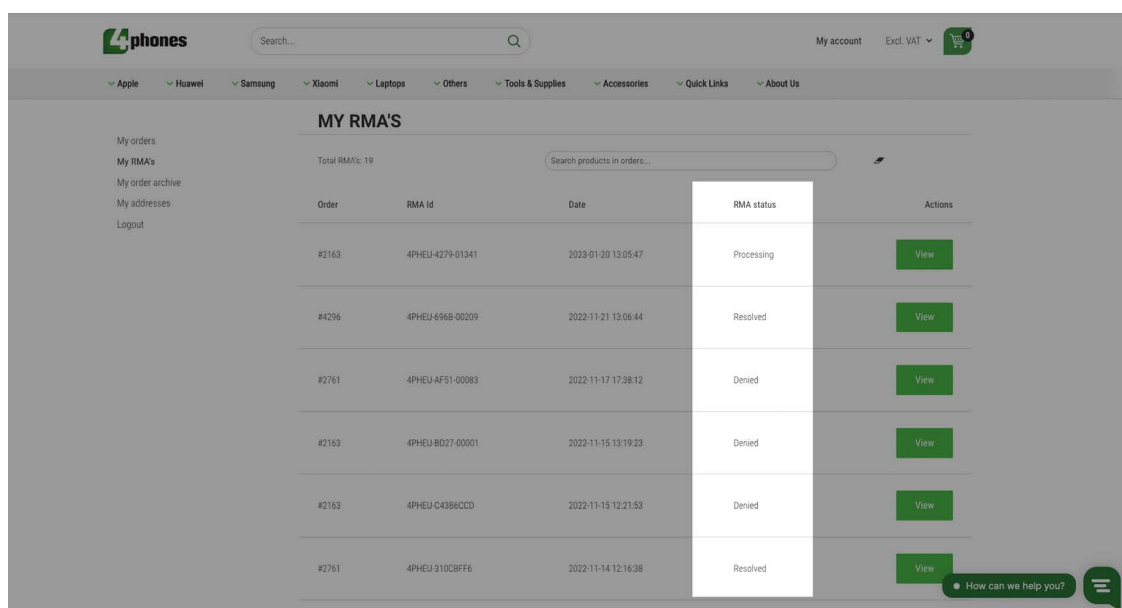 4phones Search... My account Excl. VAT 0
Apple Huawei Samsung Xiaomi Laptops Others Tools & Supplies Accessories Quick Links About Us
MY RMA'S
My orders
My RMA's
My order archive
My addresses
Logout
Total RMA's: 19 Search products in orders...
Order RMA Id Date RMA status Actions
#2163 4PHEU-4279-01341 2023-01-20 13:05:47 Processing View
#4296 4PHEU-696B-00209 2022-11-21 13:06:44 Resolved View
#2761 4PHEU-AF51-00083 2022-11-17 17:38:12 Denied View
#2163 4PHEU-BD27-00001 2022-11-15 13:19:23 Denied View
#2163 4PHEU-C43B6CCD 2022-11-15 12:21:53 Denied View
#2761 4PHEU-310CBFF6 2022-11-14 12:16:38 Resolved View
How can we help you?